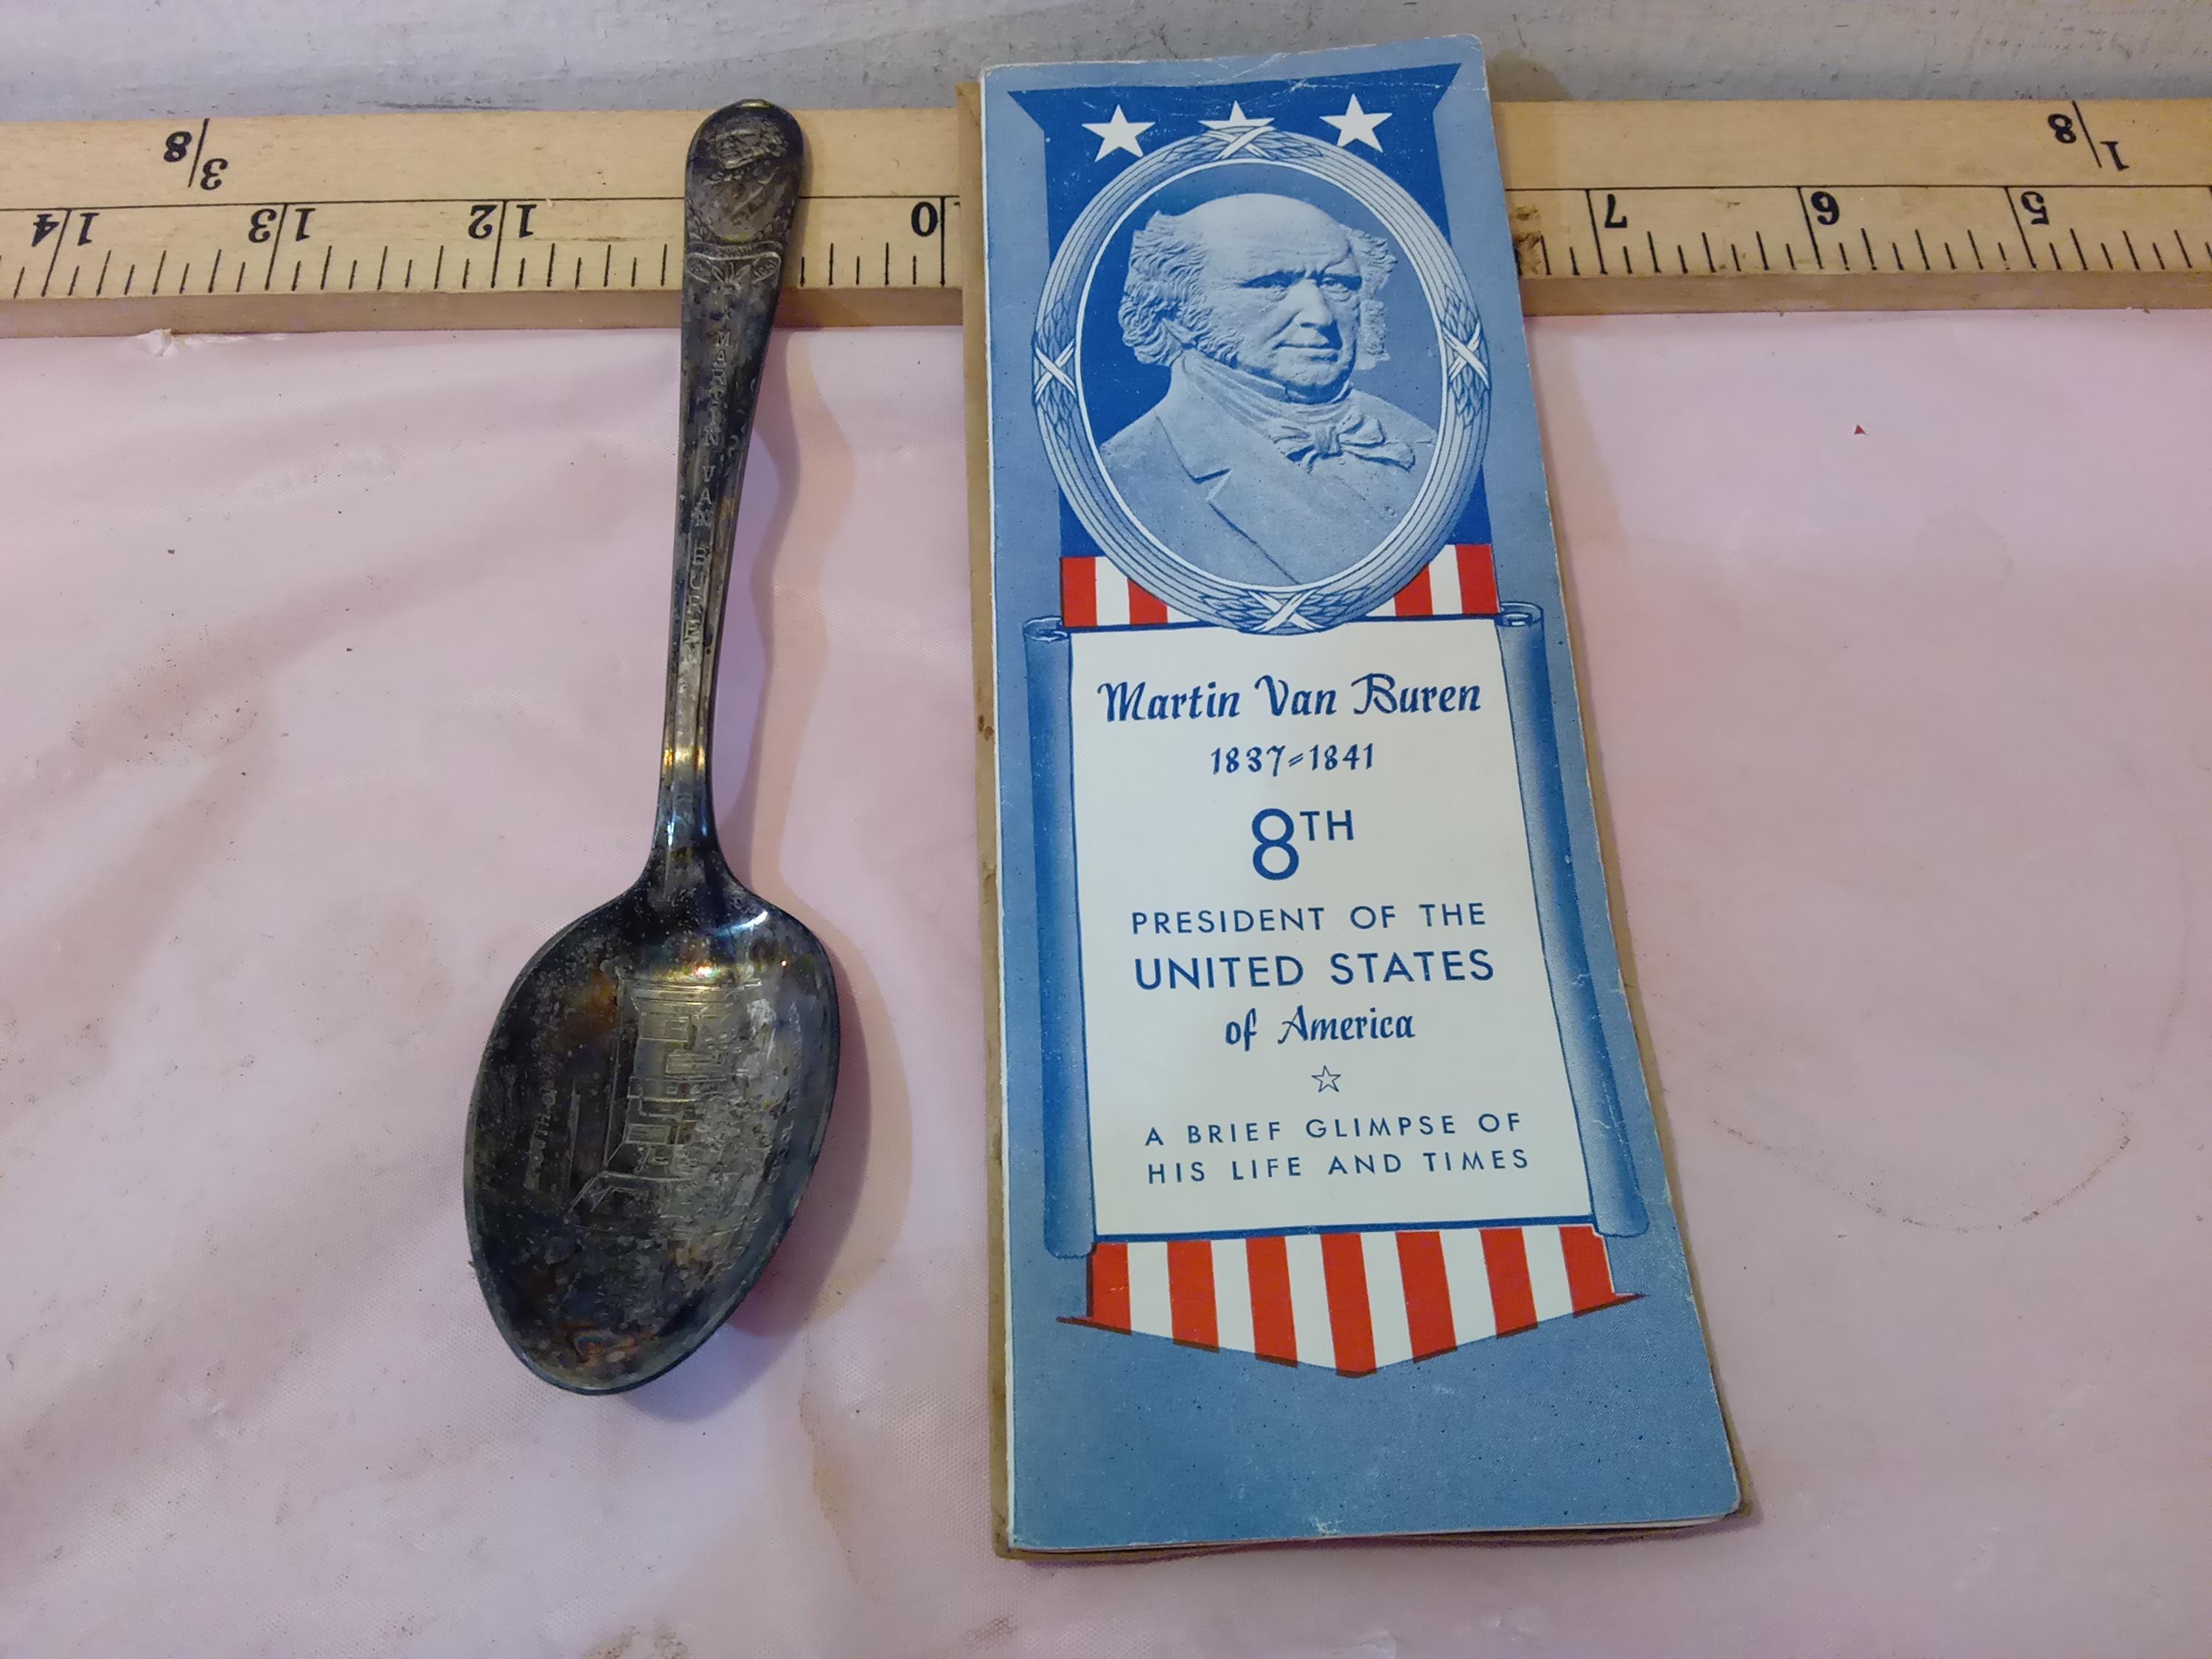 3/8
1/8
14
13
12
10
7
6
5
MARTIN VAN BUREN
Martin Van Buren
1837-1841
8TH
PRESIDENT OF THE
UNITED STATES
of America
A BRIEF GLIMPSE OF
HIS LIFE AND TIMES